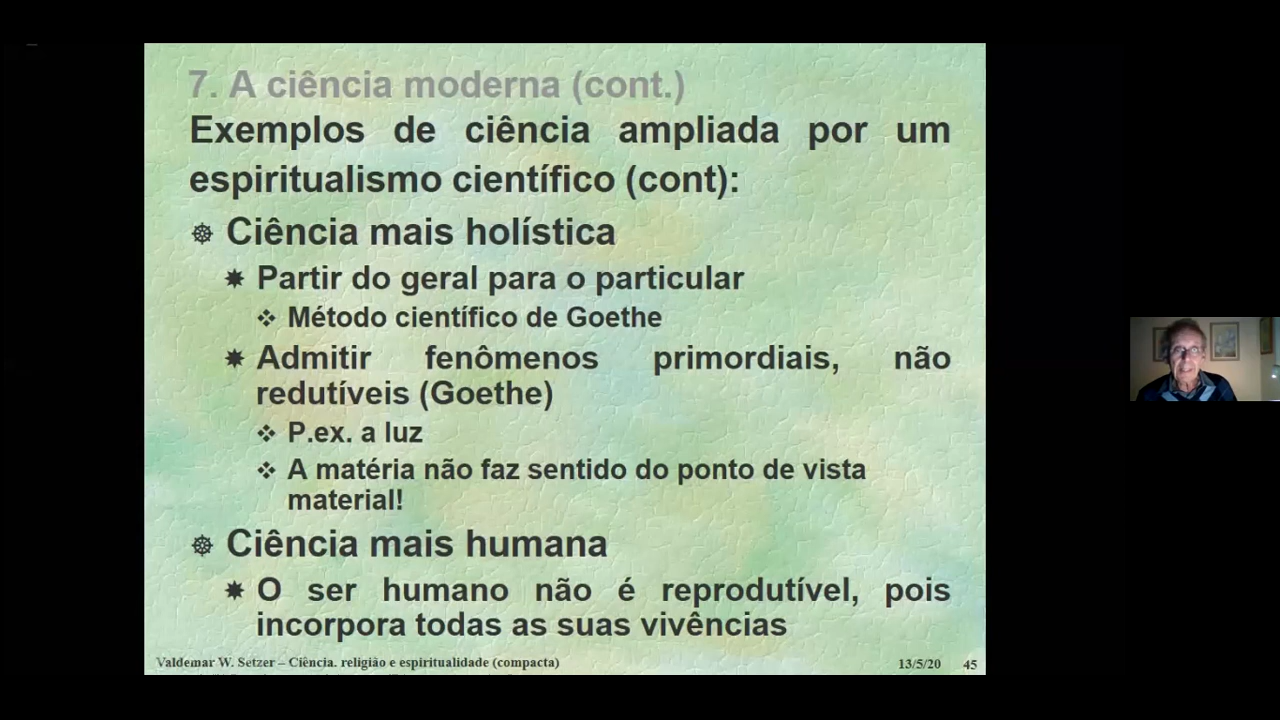 7. A ciência moderna (cont.)
Exemplos de ciência ampliada por um
espiritualismo científico (cont):
Ciência mais holística
Partir do geral para o particular
Método científico de Goethe
Admitir fenômenos primordiais, não
redutíveis (Goethe)
P.ex. a luz
A matéria não faz sentido do ponto de vista
material!
Ciência mais humana
O ser humano não é reprodutível, pois
incorpora todas as suas vivências
Valdemar W. Setzer – Ciência. religião e espiritualidade (compacta) 13/5/20 45